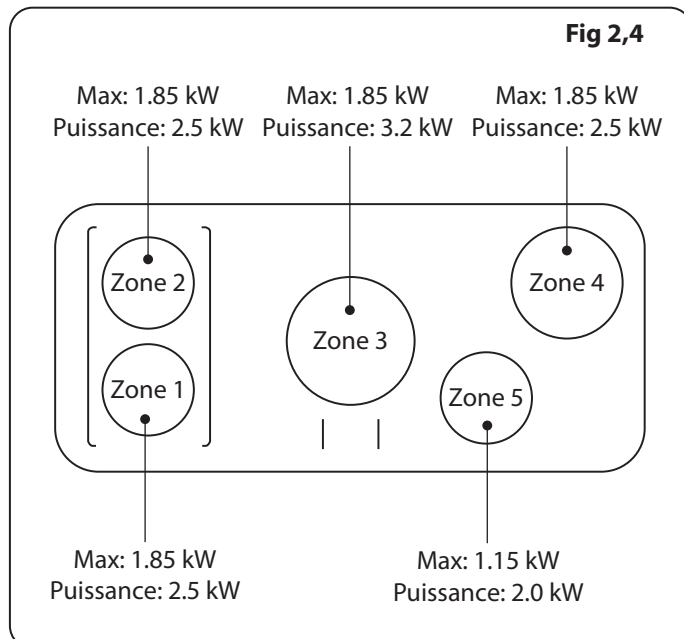 Fig 2,4
Max: 1.85 kW
Puissance: 2.5 kW
Max: 1.85 kW
Puissance: 3.2 kW
Max: 1.85 kW
Puissance: 2.5 kW
Zone 2
Zone 3
Zone 4
Zone 1
Zone 5
Max: 1.85 kW
Puissance: 2.5 kW
Max: 1.15 kW
Puissance: 2.0 kW